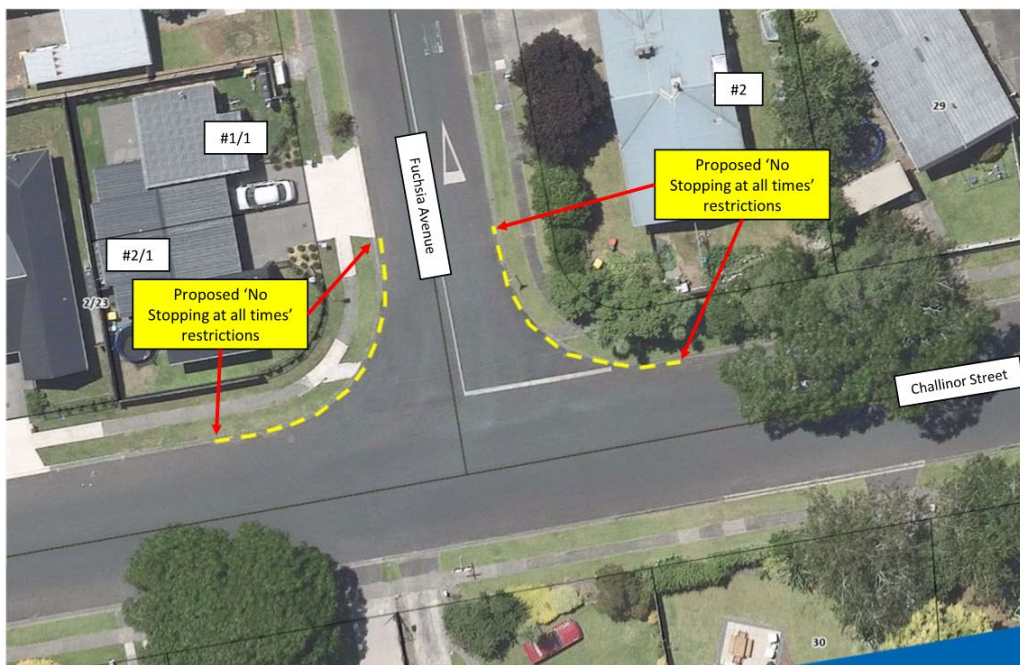 #1/1
#2
29
Fuchsia Avenue
Proposed ‘No
Stopping at all times’
restrictions
#2/1
2/23
Proposed ‘No
Stopping at all times’
restrictions
Challinor Street
30